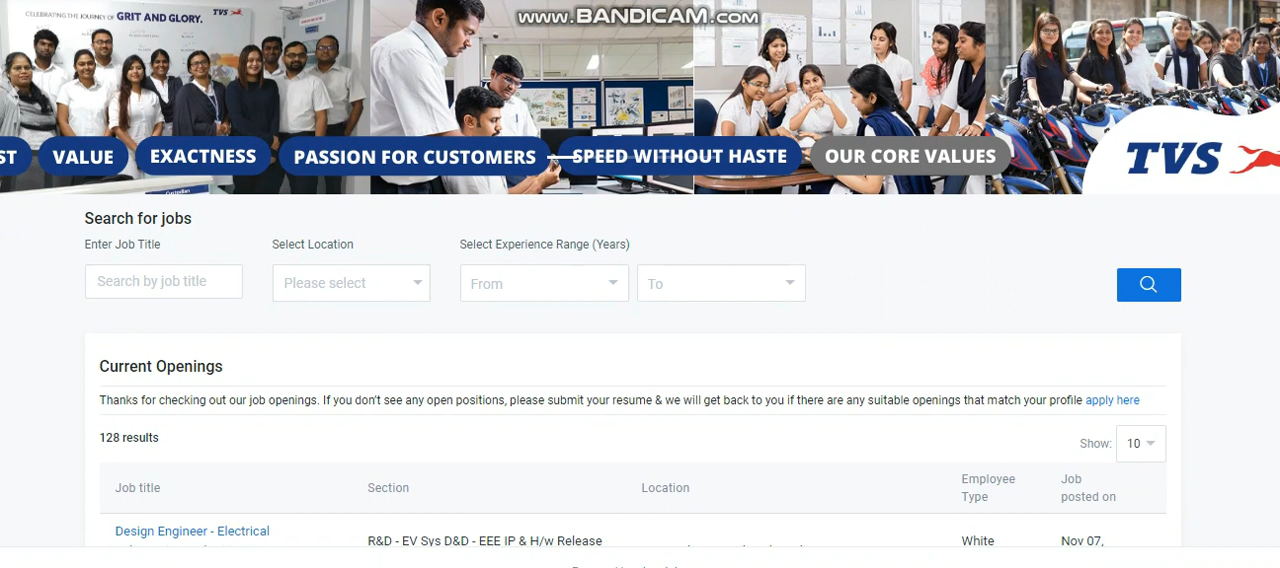 www.BANDICAM.com
CELEBRATING THE JOURNEY OF GRIT AND GLORY. TVS
ST VALUE EXACTNESS PASSION FOR CUSTOMERS SPEED WITHOUT HASTE OUR CORE VALUES TVS
Search for jobs
Enter Job Title Select Location Select Experience Range (Years)
Search by job title Please select From To
Current Openings
Thanks for checking out our job openings. If you don't see any open positions, please submit your resume & we will get back to you if there are any suitable openings that match your profile apply here
128 results
Show: 10
Job title Section Location Employee Type Job posted on
Design Engineer - Electrical
R&D - EV Sys D&D - EEE IP & H/w Release White Nov 07,